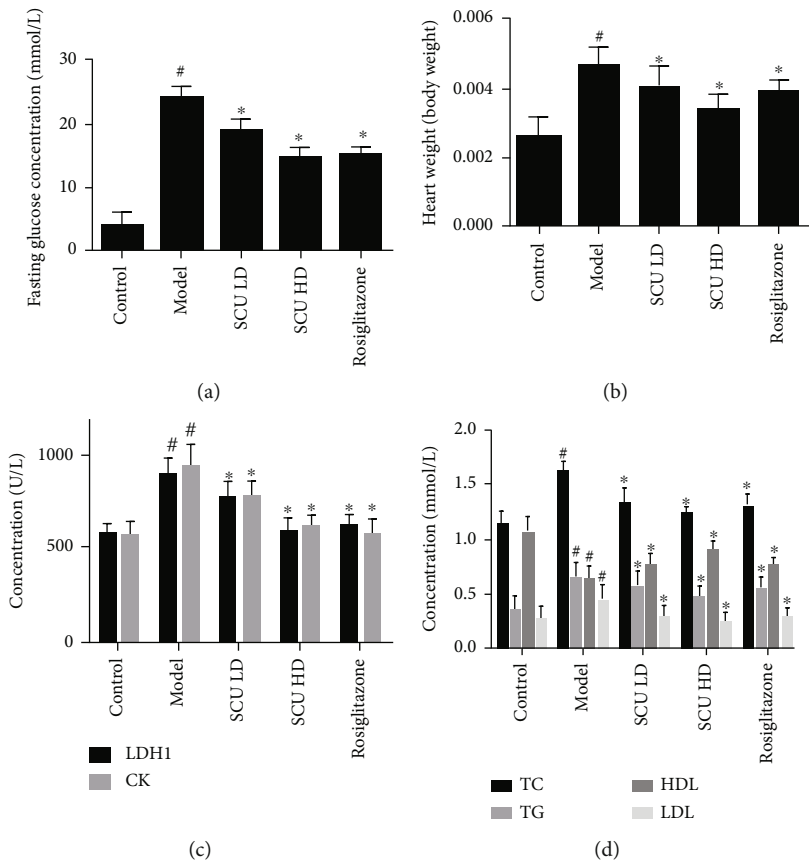 Fasting glucose concentration (mmol/L)
30
20
10
0
#
*
*
*
Control
Model
SCU LD
SCU HD
Rosiglitazone
(a)
Heart weight (body weight)
0.006
0.004
0.002
0.000
#
*
*
*
Control
Model
SCU LD
SCU HD
Rosiglitazone
(b)
Concentration (U/L)
1000
500
0
# #
* *
* *
* *
Control
Model
SCU LD
SCU HD
Rosiglitazone
LDH1
CK
(c)
Concentration (mmol/L)
2.0
1.5
1.0
0.5
0.0
#
# # #
*
* * *
*
* * *
*
* * *
Control
Model
SCU LD
SCU HD
Rosiglitazone
TC
TG
HDL
LDL
(d)